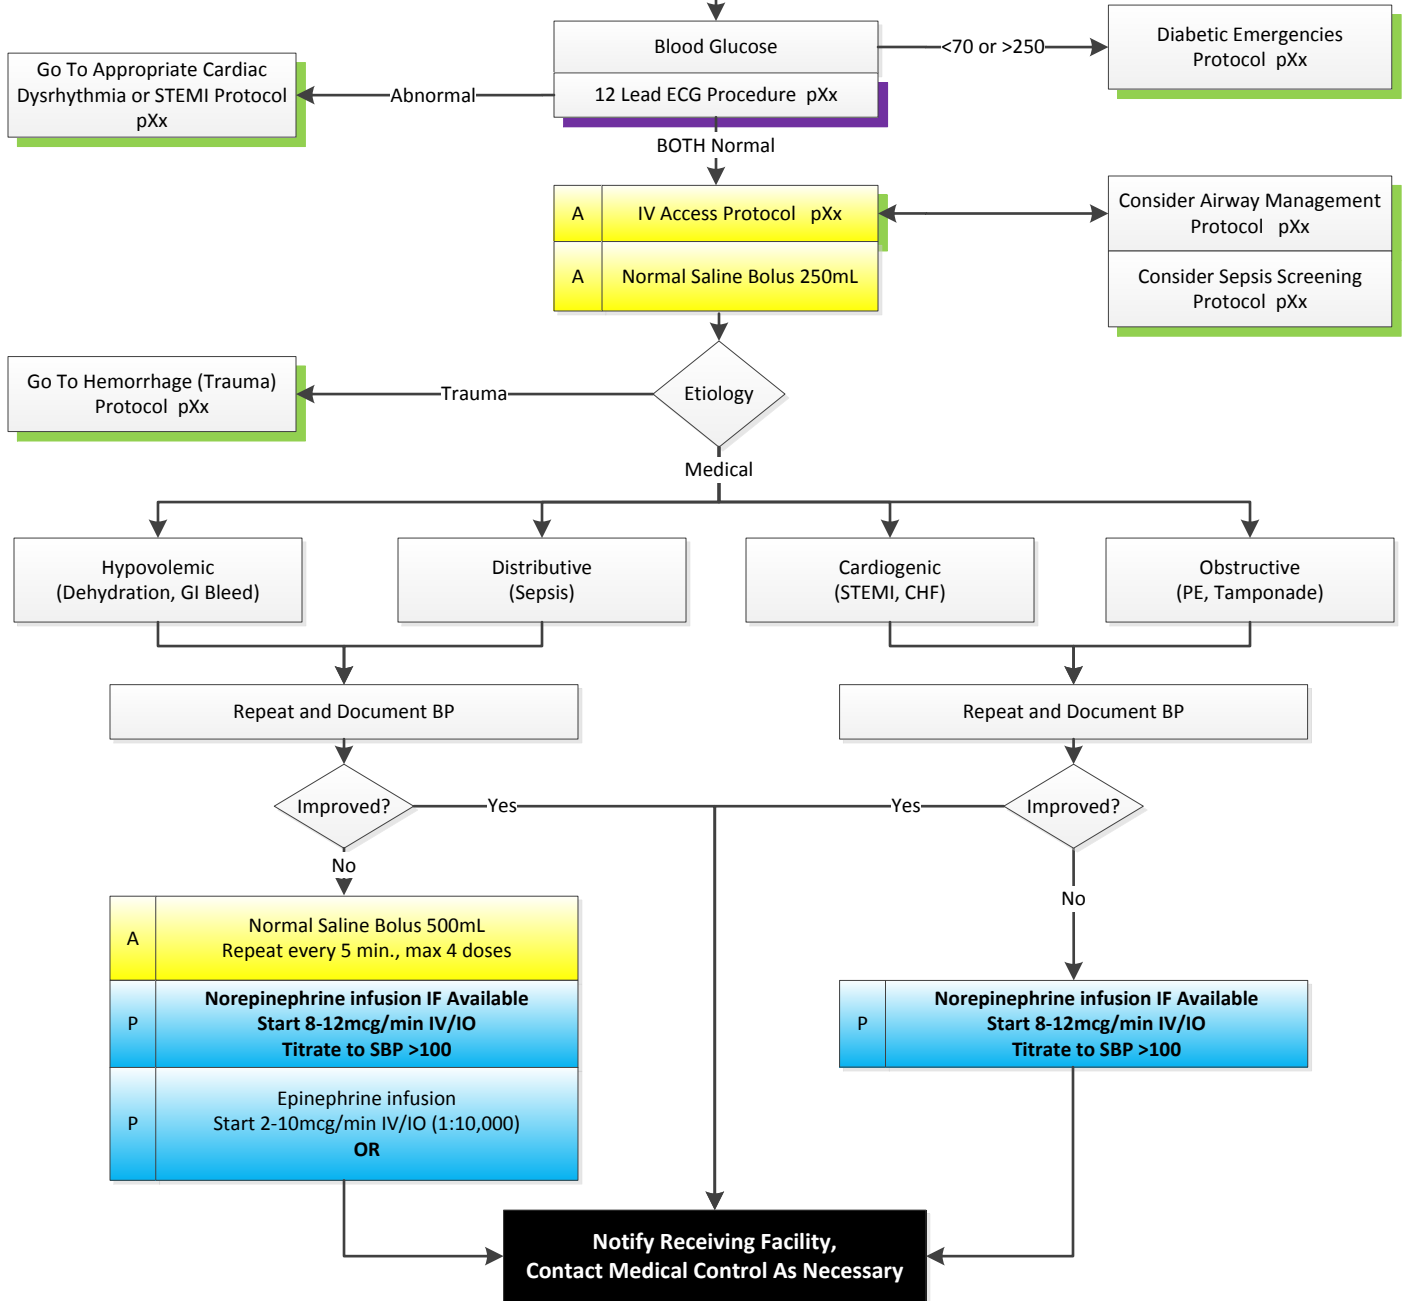 Blood Glucose
<70 or >250
Diabetic Emergencies
Protocol pXx
Go To Appropriate Cardiac
Dysrhythmia or STEMI Protocol
pXx
Abnormal
12 Lead ECG Procedure pXx
BOTH Normal
A
IV Access Protocol pXx
A
Normal Saline Bolus 250mL
Consider Airway Management
Protocol pXx
Consider Sepsis Screening
Protocol pXx
Go To Hemorrhage (Trauma)
Protocol pXx
Trauma
Etiology
Medical
Hypovolemic
(Dehydration, GI Bleed)
Distributive
(Sepsis)
Cardiogenic
(STEMI, CHF)
Obstructive
(PE, Tamponade)
Repeat and Document BP
Repeat and Document BP
Improved?
Yes
Yes
Improved?
No
No
A
Normal Saline Bolus 500mL
Repeat every 5 min., max 4 doses
P
Norepinephrine infusion IF Available
Start 8-12mcg/min IV/IO
Titrate to SBP >100
P
Epinephrine infusion
Start 2-10mcg/min IV/IO (1:10,000)
OR
P
Norepinephrine infusion IF Available
Start 8-12mcg/min IV/IO
Titrate to SBP >100
Notify Receiving Facility,
Contact Medical Control As Necessary